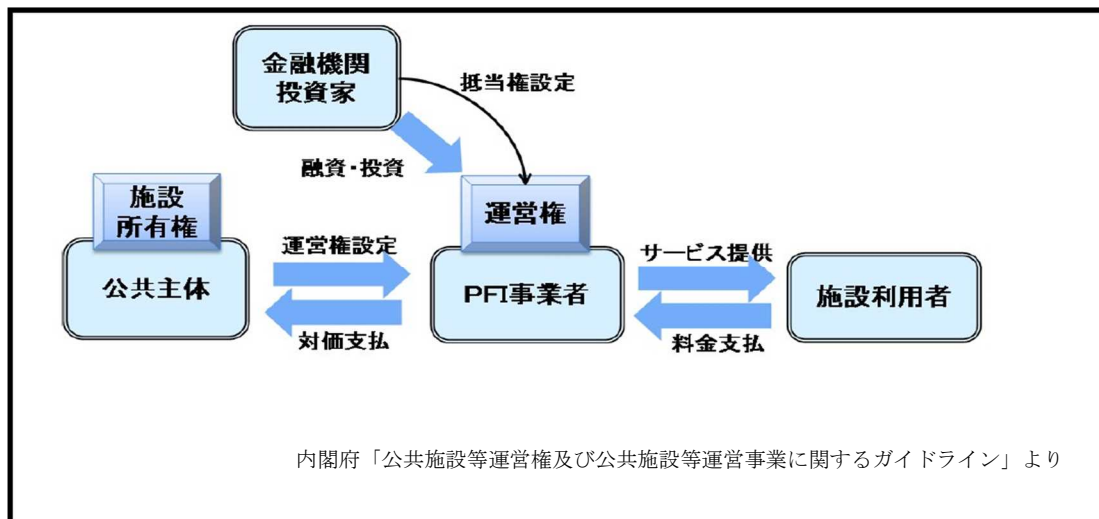 金融機関
投資家
抵当権設定
融資・投資
施設
所有権
運営権
運営権設定
サービス提供
公共主体
PFI事業者
施設利用者
対価支払
料金支払
内閣府「公共施設等運営権及び公共施設等運営事業に関するガイドライン」より